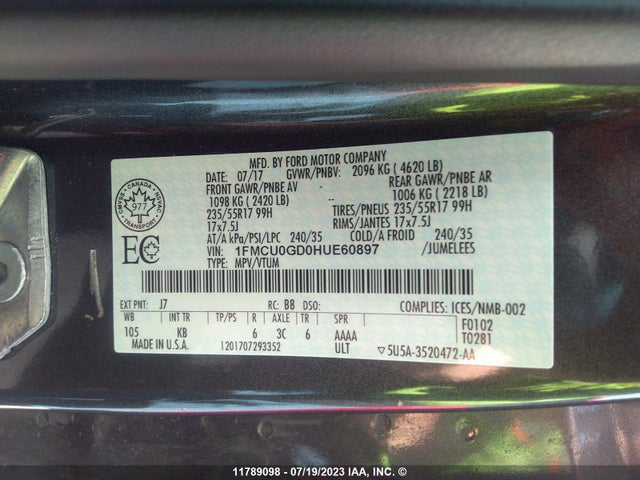 MFD. BY FORD MOTOR COMPANY
DATE: 07/17 GVWR/PNBV: 2096 KG ( 4620 LB)
FRONT GAWR/PNBE AV REAR GAWR/PNBE AR
1098 KG ( 2420 LB) 1006 KG ( 2218 LB)
235/55R17 99H TIRES/PNEUS 235/55R17 99H
17x7.5J RIMS/JANTES 17x7.5J
AT/A kPa/PSI/LPC 240/35 COLD/A FROID 240/35
VIN: 1FMCU0GD0HUE60897 /JUMELEES
TYPE: MPV/VTUM
CANADA
977
EC
EXT PNT: J7 RC: B8 DSO: COMPLIES: ICES/NMB-002
WB INT TR TP/PS R AXLE TR SPR F0102
105 KB 6 3C 6 AAAA T0281
MADE IN U.S.A. 1201707293352 ULT ▽5U5A-3520472-AA
11789098 - 07/19/2023 IAA, INC. ©